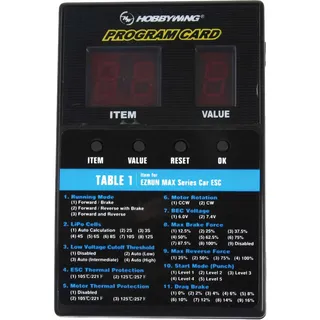 HOBBYWING
PROGRAM CARD
ITEM VALUE
ITEM VALUE RESET OK
TABLE 1 Item for
EZRUN MAX Series Car ESC
1. Running Mode
(1) Forward / Brake
(2) Forward / Reverse with Brake
(3) Forward and Reverse
2. LiPo Cells
(1) Auto Calculation (2) 2S (3) 3S
(4) 4S (5) 5S (6) 6S
3. Low Voltage Cutoff Threshold
(1) Disabled (2) Auto (Low)
(3) Auto (Intermediate) (4) Auto (High)
4. ESC Thermal Protection
(1) 105℃/221℉ (2) 125℃/257℉
5. Motor Thermal Protection
(1) Disabled
(2) 105℃/221℉ (3) 125℃/257℉
6. Motor Rotation
(1) CCW (2) CW
7. BEC Voltage
(1) 6.0V (2) 7.4V
8. Max Brake Force
(1) 12.5% (2) 25% (3) 37.5%
(4) 50% (5) 62.5% (6) 75%
(7) 87.5% (8) 100% (9) Disabled
9. Max Reverse Force
(1) 25% (2) 50%
10. Start Mode (Punch)
(1) Level 1 (2) Level 2 (3) Level 3
(4) Level 4 (5) Level 5
11. Drag Brake
(1) 0% (2) 2% (3) 4% (4) 6% (5) 8%
(6) 10% (7) 12% (8) 14% (9) 16%